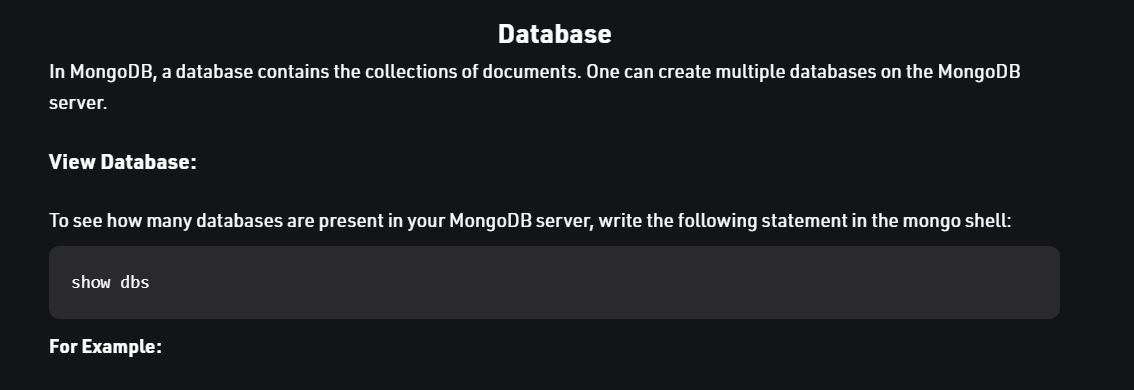 Database
In MongoDB, a database contains the collections of documents. One can create multiple databases on the MongoDB
server.
View Database:
To see how many databases are present in your MongoDB server, write the following statement in the mongo shell:
show dbs
For Example: